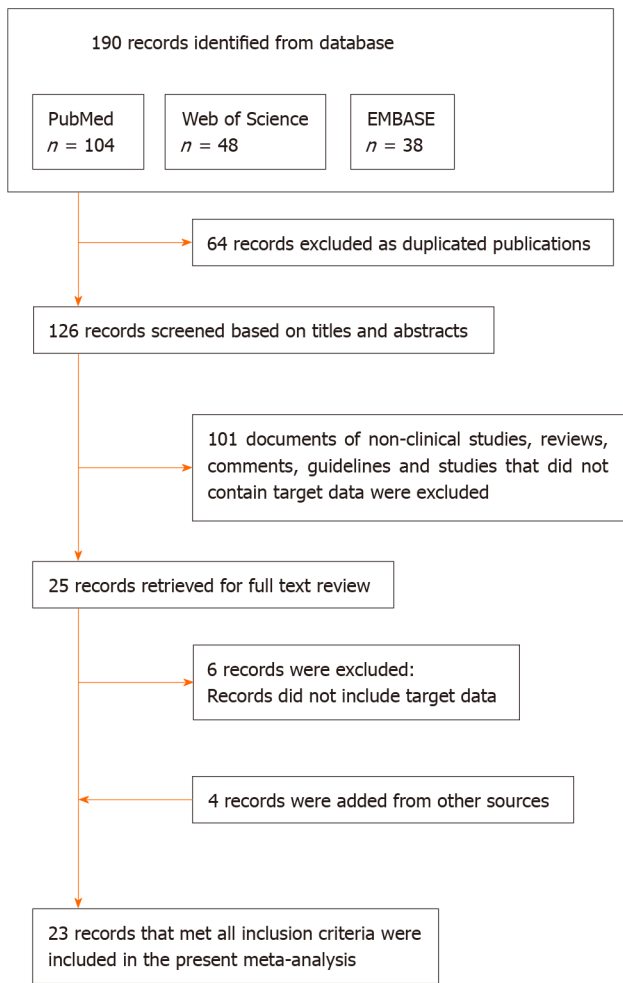 190 records identified from database
PubMed
n = 104
Web of Science
n = 48
EMBASE
n = 38
64 records excluded as duplicated publications
126 records screened based on titles and abstracts
101 documents of non-clinical studies, reviews,
comments, guidelines and studies that did not
contain target data were excluded
25 records retrieved for full text review
6 records were excluded:
Records did not include target data
4 records were added from other sources
23 records that met all inclusion criteria were
included in the present meta-analysis